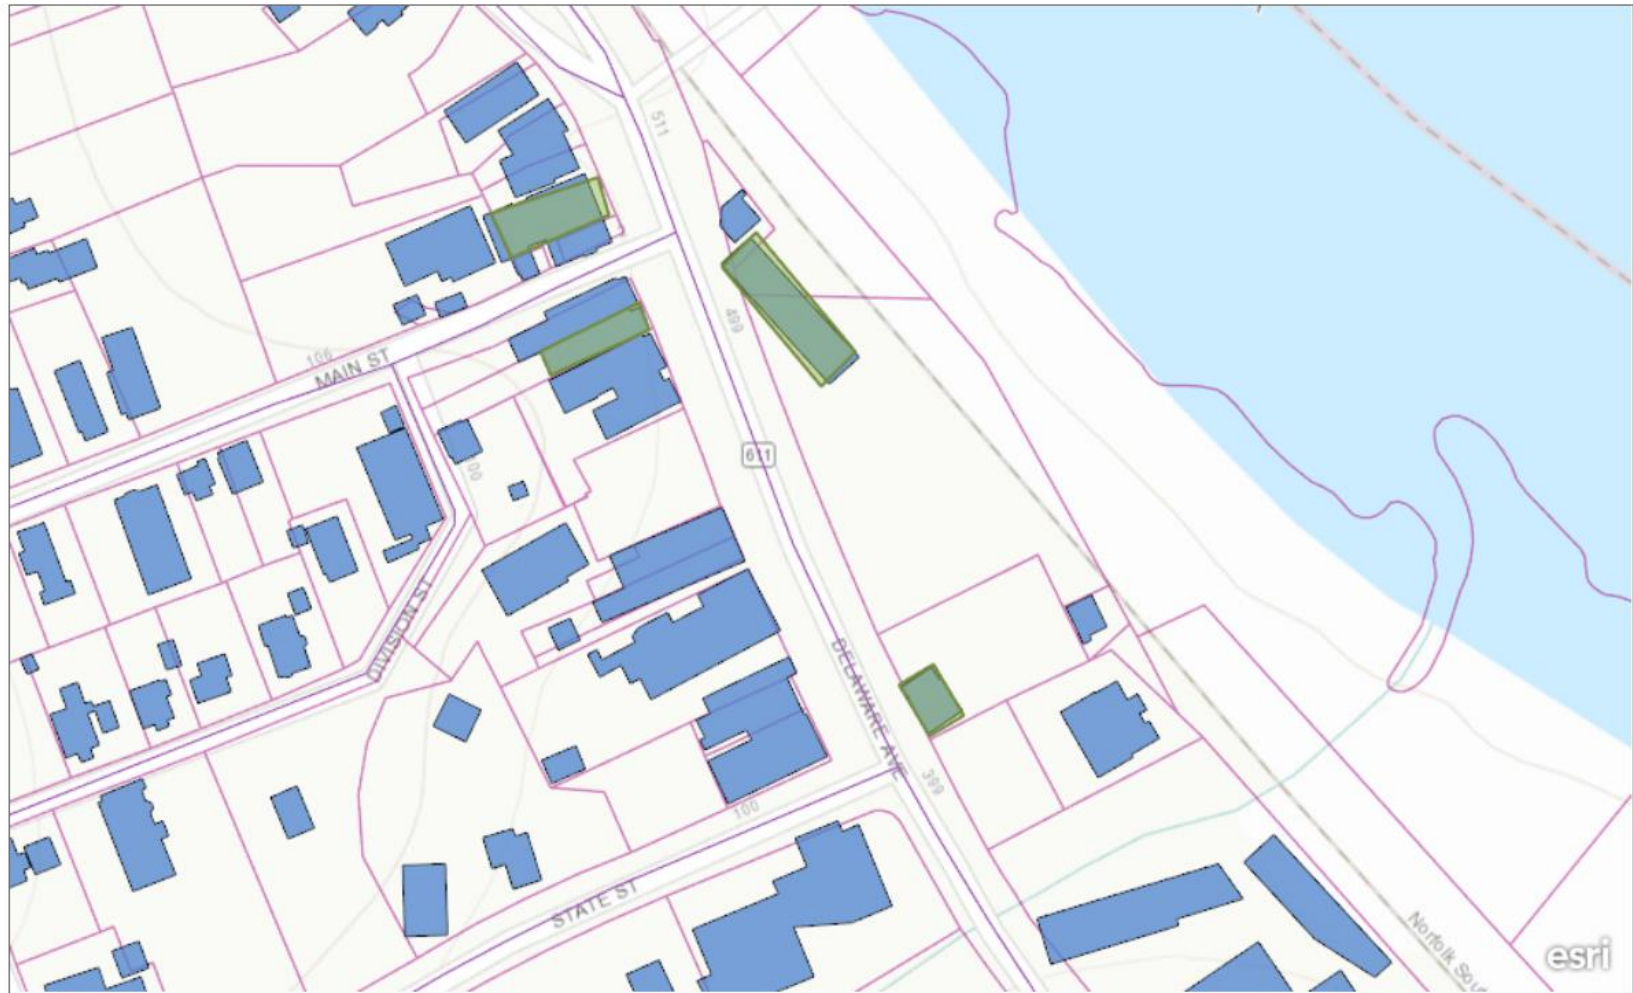 511
499
106
MAIN ST
611
100
DIVISION ST
DELAWARE AVE
399
100
STATE ST
Norfolk Sou
esri